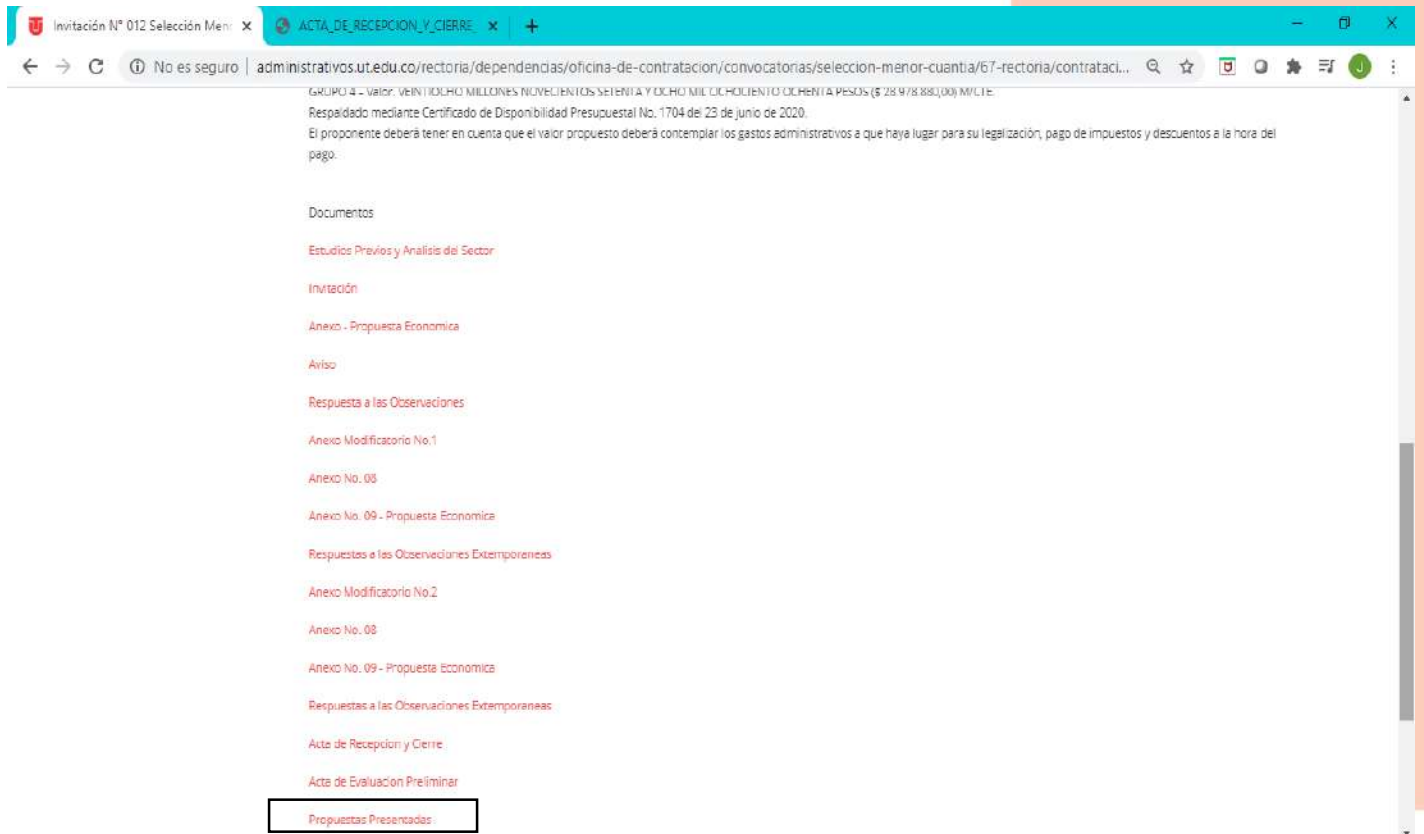 Invitación N° 012 Selección Men
ACTA_DE_RECEPCION_Y_CIERRE_
No es seguro | administrativos.ut.edu.co/rectoria/dependencias/oficina-de-contratacion/convocatorias/seleccion-menor-cuantia/67-rectoria/contrataci...
GRUPO 4 - Valor. VEINTIOCHO MILLONES NOVECIENTOS SETENTA Y OCHO MIL OCHOCIENTO OCHENTA PESOS ($ 28.978.880,00) M/CTE.
Respaldado mediante Certificado de Disponibilidad Presupuestal No. 1704 del 23 de junio de 2020.
El proponente deberá tener en cuenta que el valor propuesto deberá contemplar los gastos administrativos a que haya lugar para su legalización, pago de impuestos y descuentos a la hora del
pago.
Documentos
Estudios Previos y Analisis del Sector
Invitación
Anexo - Propuesta Economica
Aviso
Respuesta a las Observaciones
Anexo Modificatorio No.1
Anexo No. 08
Anexo No. 09 - Propuesta Economica
Respuestas a las Observaciones Extemporaneas
Anexo Modificatorio No.2
Anexo No. 08
Anexo No. 09 - Propuesta Economica
Respuestas a las Observaciones Extemporaneas
Acta de Recepcion y Cierre
Acta de Evaluacion Preliminar
Propuestas Presentadas